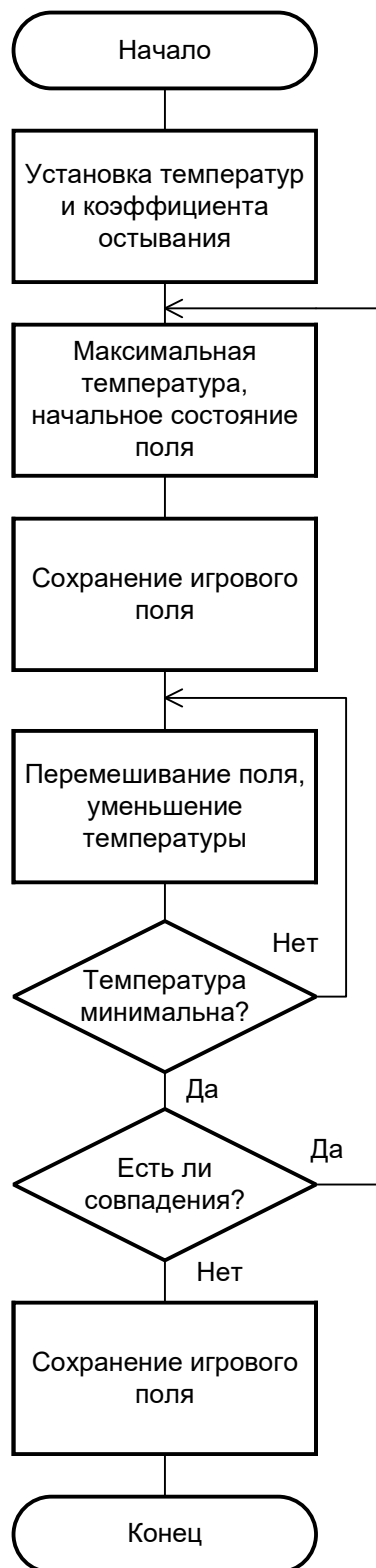 Начало
Установка температур
и коэффициента
остывания
Максимальная
температура,
начальное состояние
поля
Сохранение игрового
поля
Перемешивание поля,
уменьшение
температуры
Нет
Температура
минимальна?
Да
Есть ли
совпадения?
Да
Нет
Сохранение игрового
поля
Конец